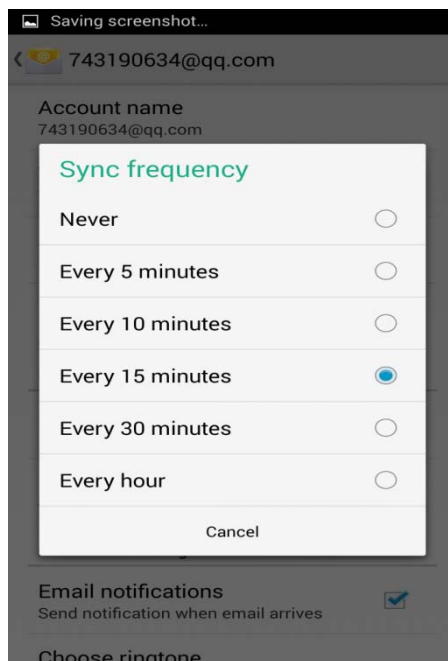 Saving screenshot...
743190634@qq.com
Account name
743190634@qq.com
Sync frequency
Never
Every 5 minutes
Every 10 minutes
Every 15 minutes
Every 30 minutes
Every hour
Cancel
Email notifications
Send notification when email arrives
Choose ringtone